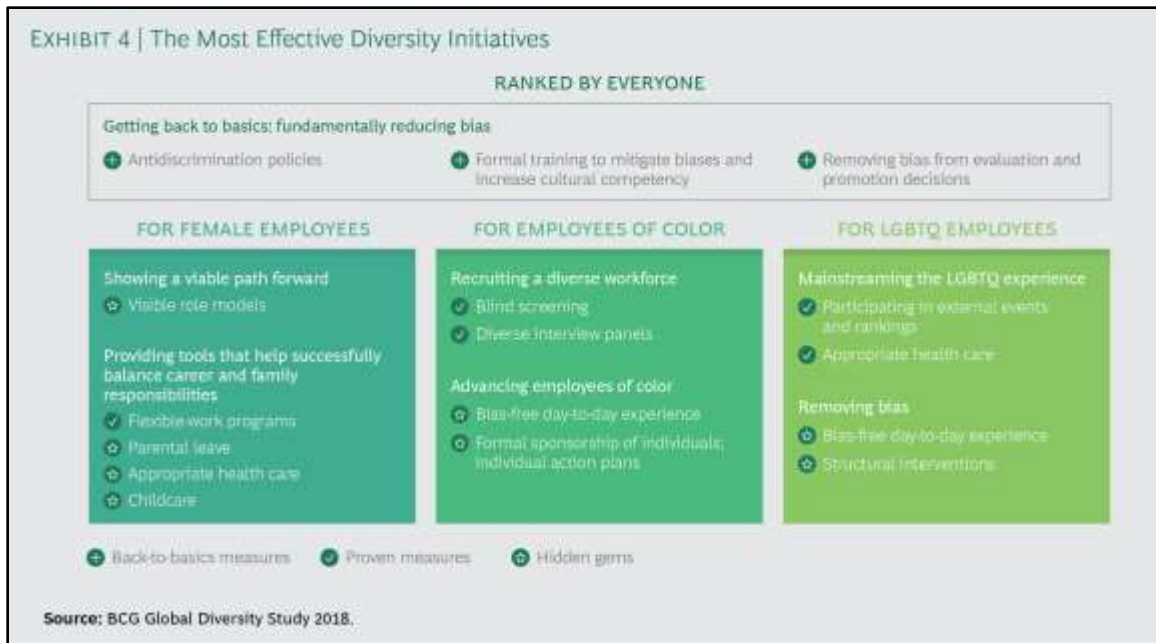 EXHIBIT 4 | The Most Effective Diversity Initiatives
RANKED BY EVERYONE
Getting back to basics: fundamentally reducing bias
Antidiscrimination policies
Formal training to mitigate biases and
increase cultural competency
Removing bias from evaluation and
promotion decisions
FOR FEMALE EMPLOYEES
Showing a viable path forward
Visible role models
Providing tools that help successfully
balance career and family
responsibilities
Flexible-work programs
Parental leave
Appropriate health care
Childcare
FOR EMPLOYEES OF COLOR
Recruiting a diverse workforce
Blind screening
Diverse interview panels
Advancing employees of color
Bias-free day-to-day experience
Formal sponsorship of individuals;
individual action plans
FOR LGBTQ EMPLOYEES
Mainstreaming the LGBTQ experience
Participating in external events
and rankings
Appropriate health care
Removing bias
Bias-free day-to-day experience
Structural interventions
Back-to-basics measures
Proven measures
Hidden gems
Source: BCG Global Diversity Study 2018.